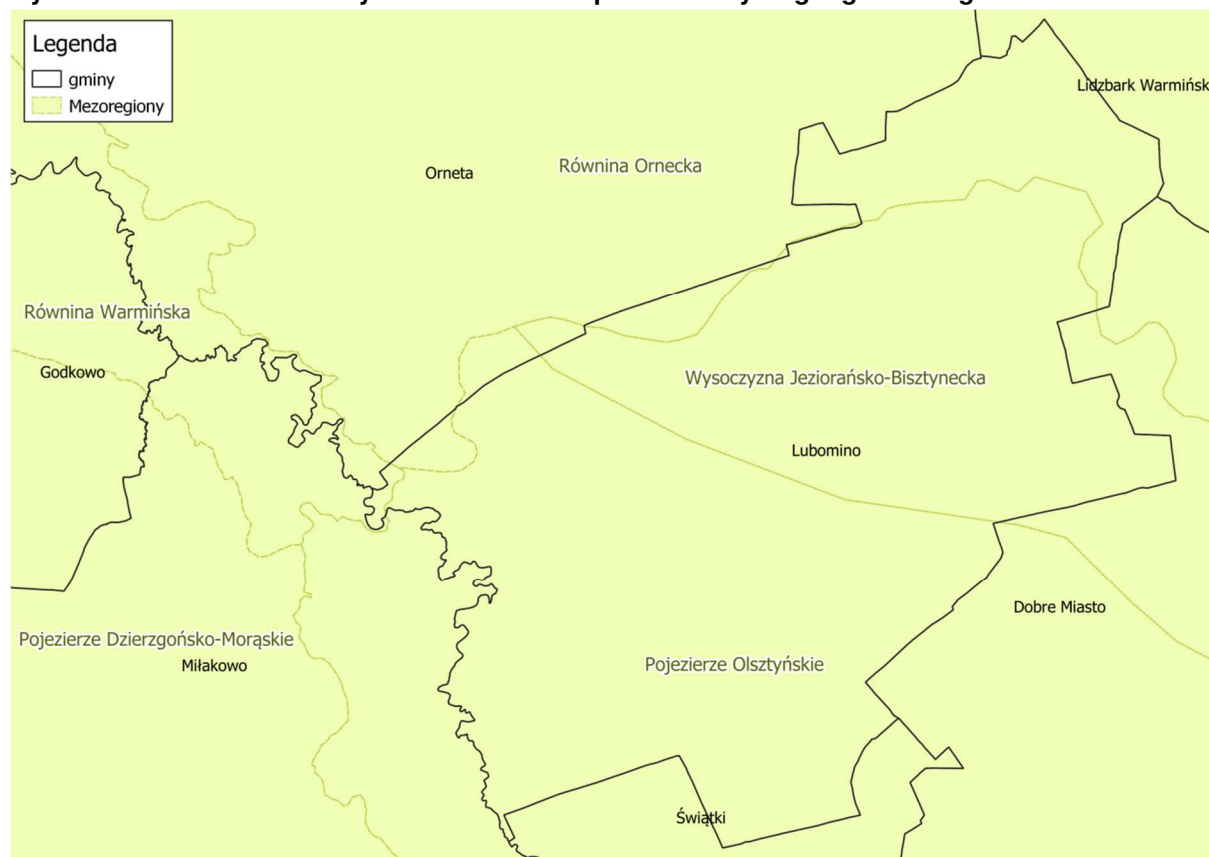 Legenda
gminy
Mezoregiony
Lidzbark Warmińsk
Orneta
Równina Ornecka
Równina Warmińska
Godkowo
Wysoczyzna Jeziorańsko-Bisztynecka
Lubomino
Dobre Miasto
Pojezierze Dzierzgońsko-Morąskie
Miłakowo
Pojezierze Olsztyńskie
Świątki